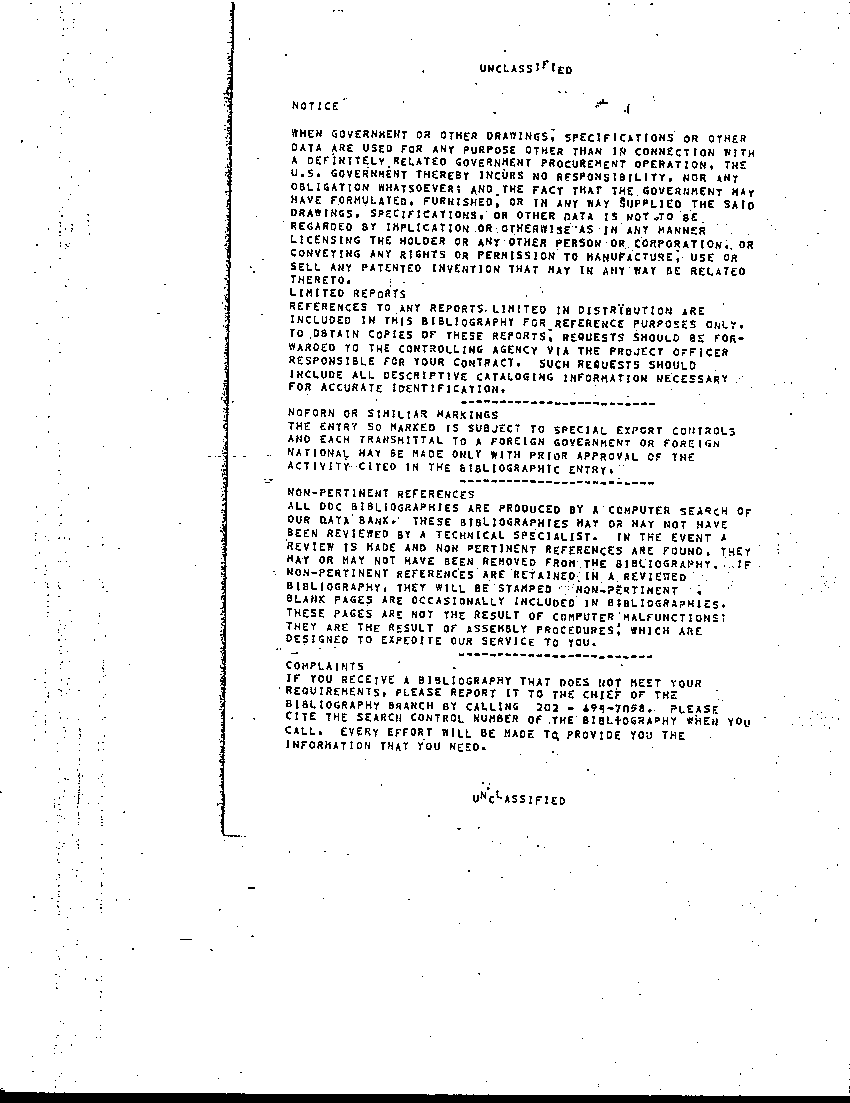 UNCLASSIFIED
NOTICE
WHEN GOVERNMENT OR OTHER DRAWINGS, SPECIFICATIONS OR OTHER
DATA ARE USED FOR ANY PURPOSE OTHER THAN IN CONNECTION WITH
A DEFINITELY RELATED GOVERNMENT PROCUREMENT OPERATION, THE
U.S. GOVERNMENT THEREBY INCURS NO RESPONSIBILITY, NOR ANY
OBLIGATION WHATSOEVER; AND THE FACT THAT THE GOVERNMENT MAY
HAVE FORMULATED, FURNISHED, OR IN ANY WAY SUPPLIED THE SAID
DRAWINGS, SPECIFICATIONS, OR OTHER DATA IS NOT TO BE
REGARDED BY IMPLICATION OR OTHERWISE AS IN ANY MANNER
LICENSING THE HOLDER OR ANY OTHER PERSON OR CORPORATION, OR
CONVEYING ANY RIGHTS OR PERMISSION TO MANUFACTURE, USE OR
SELL ANY PATENTED INVENTION THAT MAY IN ANY WAY BE RELATED
THERETO.
LIMITED REPORTS
REFERENCES TO ANY REPORTS LIMITED IN DISTRIBUTION ARE
INCLUDED IN THIS BIBLIOGRAPHY FOR REFERENCE PURPOSES ONLY.
TO OBTAIN COPIES OF THESE REPORTS, REQUESTS SHOULD BE FOR-
WARDED TO THE CONTROLLING AGENCY VIA THE PROJECT OFFICER
RESPONSIBLE FOR YOUR CONTRACT. SUCH REQUESTS SHOULD
INCLUDE ALL DESCRIPTIVE CATALOGING INFORMATION NECESSARY
FOR ACCURATE IDENTIFICATION.
------------------------
NOFORN OR SIMILIAR MARKINGS
THE ENTRY SO MARKED IS SUBJECT TO SPECIAL EXPORT CONTROLS
AND EACH TRANSMITTAL TO A FOREIGN GOVERNMENT OR FOREIGN
NATIONAL MAY BE MADE ONLY WITH PRIOR APPROVAL OF THE
ACTIVITY CITED IN THE BIBLIOGRAPHIC ENTRY.
------------------------
NON-PERTINENT REFERENCES
ALL DDC BIBLIOGRAPHIES ARE PRODUCED BY A COMPUTER SEARCH OF
OUR DATA BANK. THESE BIBLIOGRAPHIES MAY OR MAY NOT HAVE
BEEN REVIEWED BY A TECHNICAL SPECIALIST. IN THE EVENT A
REVIEW IS MADE AND NON PERTINENT REFERENCES ARE FOUND, THEY
MAY OR MAY NOT HAVE BEEN REMOVED FROM THE BIBLIOGRAPHY. IF
NON-PERTINENT REFERENCES ARE RETAINED IN A REVIEWED
BIBLIOGRAPHY, THEY WILL BE STAMPED NON-PERTINENT .
BLANK PAGES ARE OCCASIONALLY INCLUDED IN BIBLIOGRAPHIES.
THESE PAGES ARE NOT THE RESULT OF COMPUTER MALFUNCTIONS;
THEY ARE THE RESULT OF ASSEMBLY PROCEDURES, WHICH ARE
DESIGNED TO EXPEDITE OUR SERVICE TO YOU.
------------------------
COMPLAINTS
IF YOU RECEIVE A BIBLIOGRAPHY THAT DOES NOT MEET YOUR
REQUIREMENTS, PLEASE REPORT IT TO THE CHIEF OF THE
BIBLIOGRAPHY BRANCH BY CALLING 202 - PLEASE
CITE THE SEARCH CONTROL NUMBER OF THE BIBLIOGRAPHY WHEN YOU
CALL. EVERY EFFORT WILL BE MADE TO PROVIDE YOU THE
INFORMATION THAT YOU NEED.
UNCLASSIFIED